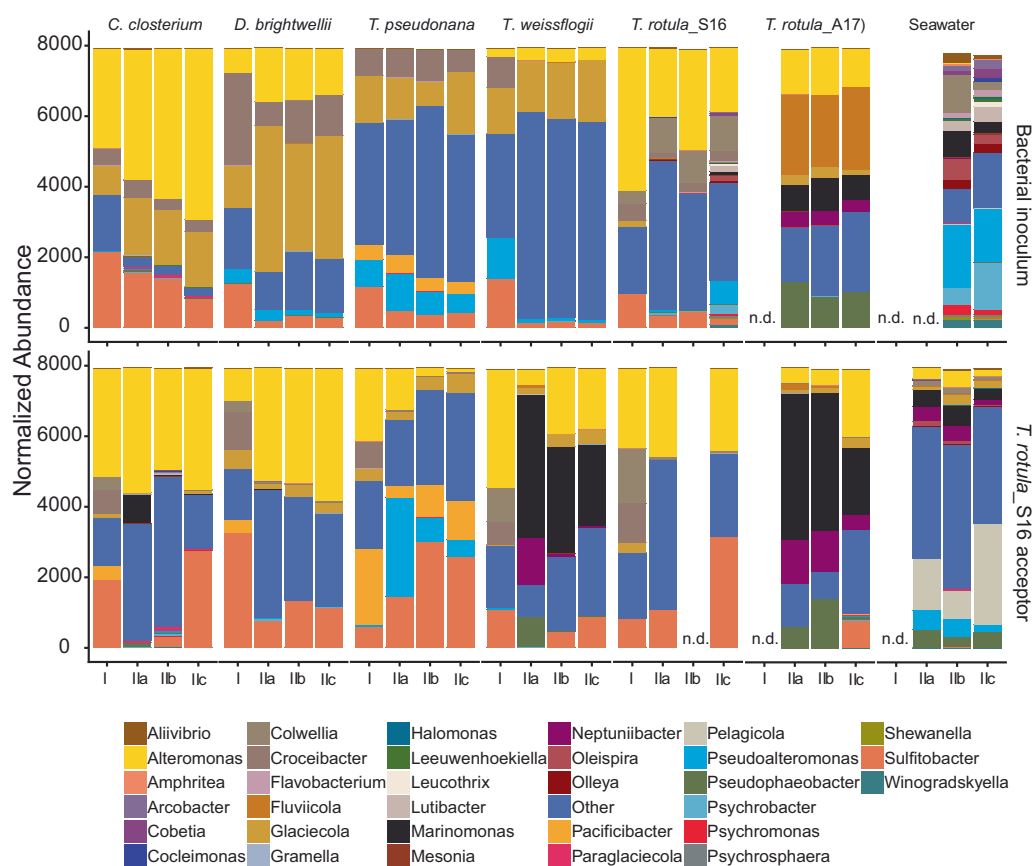 C. closterium D. brightwellii T. pseudonana T. weissflogii T. rotula_S16 T. rotula_A17) Seawater
8000
6000
4000
2000
0
n.d. n.d. n.d.
Bacterial inoculum
Normalized Abundance
8000
6000
4000
2000
0
n.d. n.d. n.d.
T. rotula_S16 acceptor
I IIa IIb IIc I IIa IIb IIc I IIa IIb IIc I IIa IIb IIc I IIa IIb IIc I IIa IIb IIc I IIa IIb IIc
Aliivibrio
Alteromonas
Amphritea
Arcobacter
Cobetia
Cocleimonas
Colwellia
Croceibacter
Flavobacterium
Fluviicola
Glaciecola
Gramella
Halomonas
Leeuwenhoekiella
Leucothrix
Lutibacter
Marinomonas
Mesonia
Neptuniibacter
Oleispira
Olleya
Other
Pacificibacter
Paraglaciecola
Pelagicola
Pseudoalteromonas
Pseudophaeobacter
Psychrobacter
Psychromonas
Psychrosphaera
Shewanella
Sulfitobacter
Winogradskyella